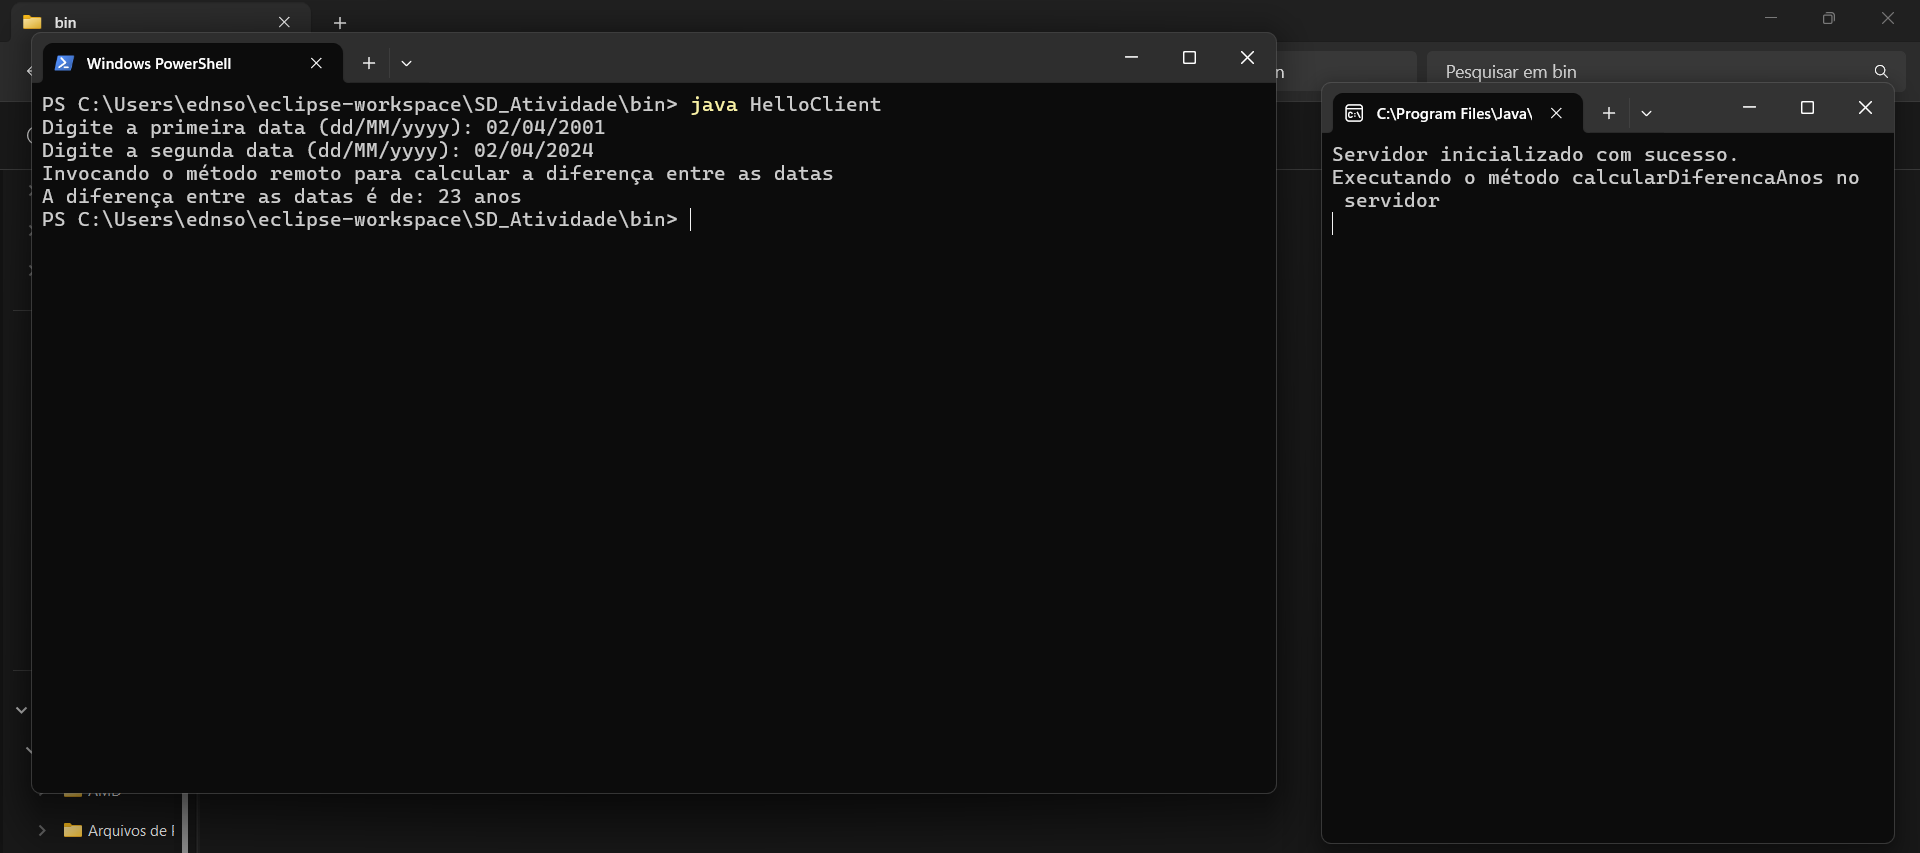 bin
Windows PowerShell
PS C:\Users\ednso\eclipse-workspace\SD_Atividade\bin> java HelloClient
Digite a primeira data (dd/MM/yyyy): 02/04/2001
Digite a segunda data (dd/MM/yyyy): 02/04/2024
Invocando o método remoto para calcular a diferença entre as datas
A diferença entre as datas é de: 23 anos
PS C:\Users\ednso\eclipse-workspace\SD_Atividade\bin>
Pesquisar em bin
C:\Program Files\Java\
Servidor inicializado com sucesso.
Executando o método calcularDiferencaAnos no
servidor
Arquivos de